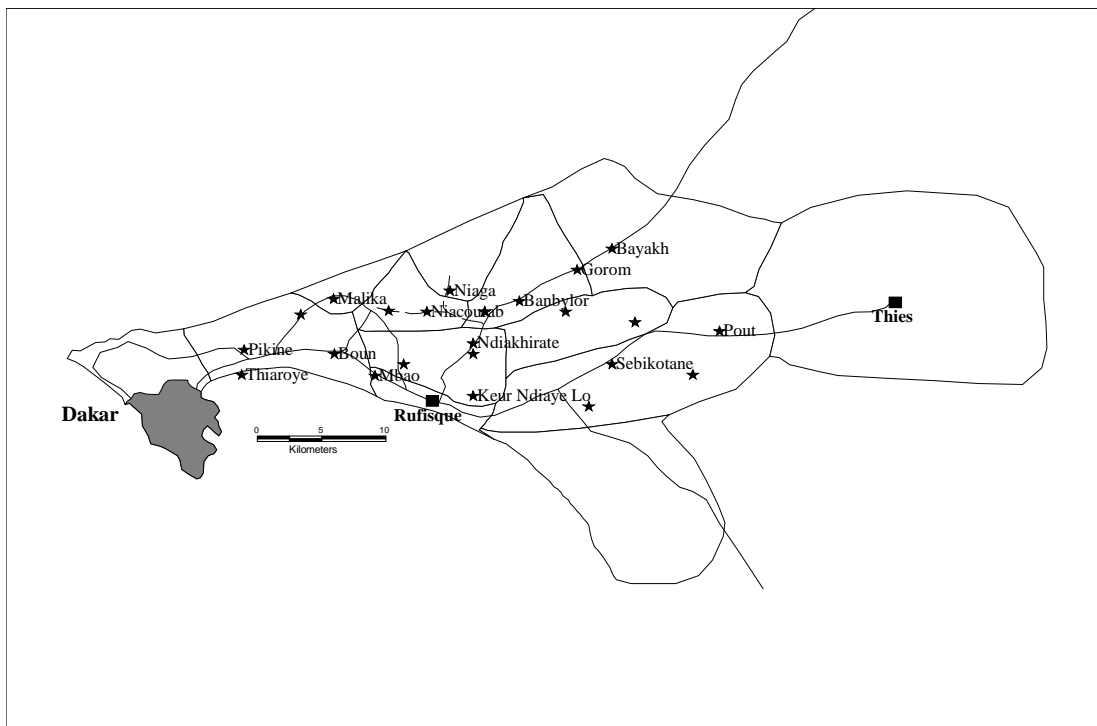 Bayakh
Gorom
Niaga
Malika
Niacourab
Banbylor
Thies
Pout
Ndiakhirate
Pikine
Boun
Sebikotane
Thiaroye
Mbao
Keur Ndiaye Lo
Dakar
Rufisque
0 5 10
Kilometers